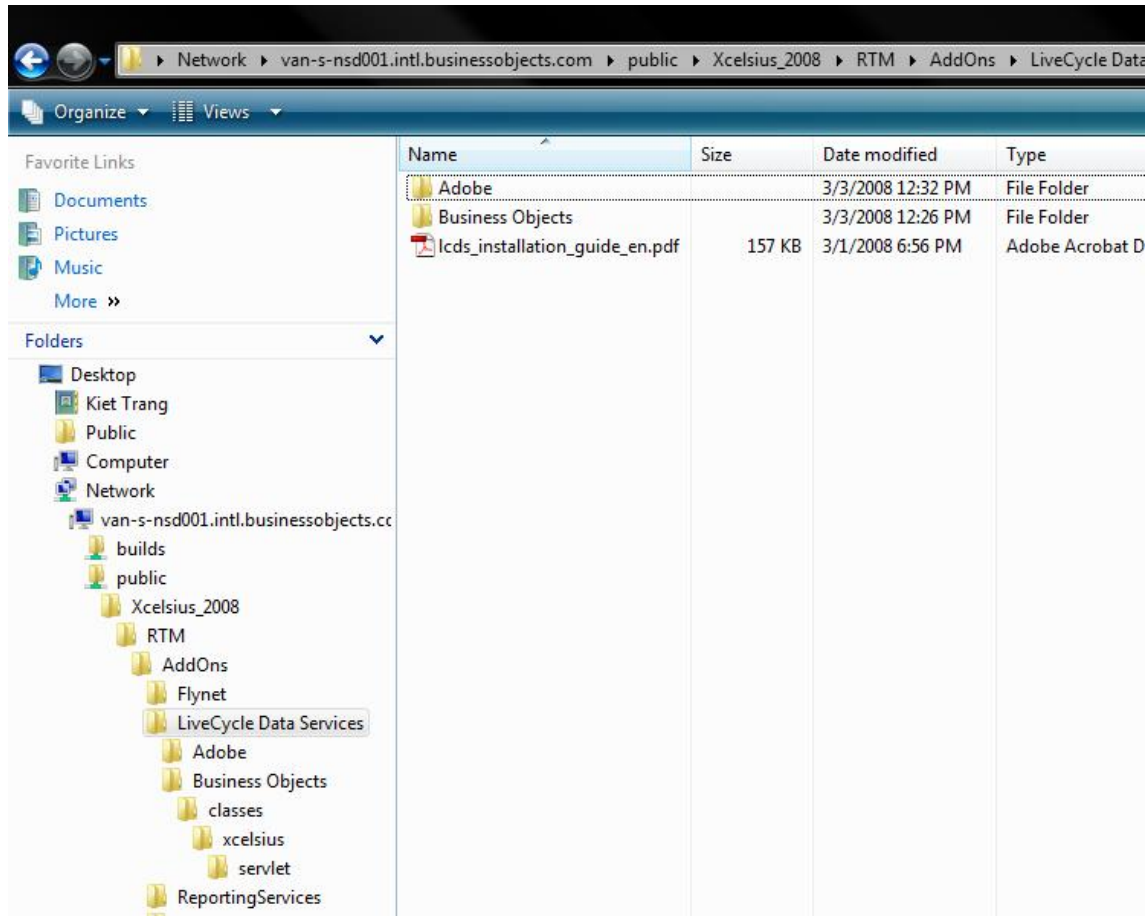 Network van-s-nsd001.intl.businessobjects.com public Xcelsius_2008 RTM AddOns LiveCycle Data
Organize Views
Favorite Links
Documents
Pictures
Music
More »
Folders
Desktop
Kiet Trang
Public
Computer
Network
van-s-nsd001.intl.businessobjects.cc
builds
public
Xcelsius_2008
RTM
AddOns
Flynet
LiveCycle Data Services
Adobe
Business Objects
classes
xcelsius
servlet
ReportingServices
Name Size Date modified Type
Adobe 3/3/2008 12:32 PM File Folder
Business Objects 3/3/2008 12:26 PM File Folder
lcds_installation_guide_en.pdf 157 KB 3/1/2008 6:56 PM Adobe Acrobat D